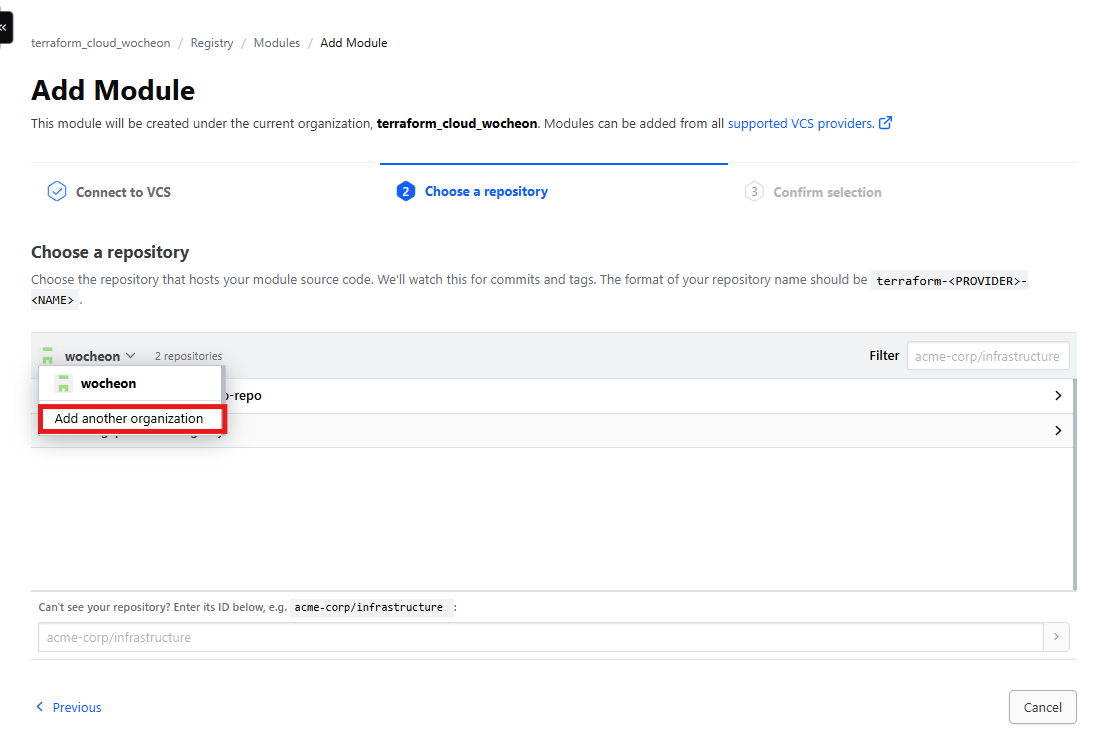 «
terraform_cloud_wocheon / Registry / Modules / Add Module
Add Module
This module will be created under the current organization, terraform_cloud_wocheon. Modules can be added from all supported VCS providers.
Connect to VCS
2 Choose a repository
3 Confirm selection
Choose a repository
Choose the repository that hosts your module source code. We'll watch this for commits and tags. The format of your repository name should be terraform-<PROVIDER>-
<NAME> .
wocheon 2 repositories Filter acme-corp/infrastructure
wocheon
-repo
Add another organization
Can't see your repository? Enter its ID below, e.g. acme-corp/infrastructure :
acme-corp/infrastructure
Previous Cancel